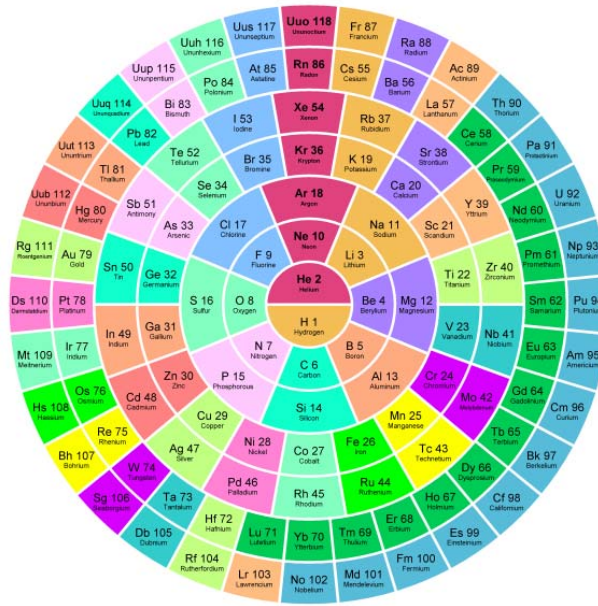 He 2
Helium
H 1
Hydrogen
Ne 10
Neon
Li 3
Lithium
Be 4
Berylium
B 5
Boron
C 6
Carbon
N 7
Nitrogen
O 8
Oxygen
F 9
Fluorine
Ar 18
Argon
Na 11
Sodium
Mg 12
Magnesium
Al 13
Aluminum
Si 14
Silicon
P 15
Phosphorous
S 16
Sulfur
Cl 17
Chlorine
Kr 36
Krypton
K 19
Potassium
Ca 20
Calcium
Sc 21
Scandium
Ti 22
Titanium
V 23
Vanadium
Cr 24
Chromium
Mn 25
Manganese
Fe 26
Iron
Co 27
Cobalt
Ni 28
Nickel
Cu 29
Copper
Zn 30
Zinc
Ga 31
Gallium
Ge 32
Germanium
As 33
Arsenic
Se 34
Selenium
Br 35
Bromine
Xe 54
Xenon
Rb 37
Rubidium
Sr 38
Strontium
Y 39
Yttrium
Zr 40
Zirconium
Nb 41
Niobium
Mo 42
Tc 43
Technetium
Ru 44
Ruthenium
Rh 45
Rhodium
Pd 46
Palladium
Ag 47
Silver
Cd 48
Cadmium
In 49
Indium
Sn 50
Tin
Sb 51
Antimony
Te 52
Tellurium
I 53
Iodine
Rn 86
Radon
Cs 55
Cesium
Ba 56
Barium
La 57
Lanthanum
Ce 58
Cerium
Pr 59
Nd 60
Neodymium
Pm 61
Sm 62
Samarium
Eu 63
Europium
Gd 64
Gadolinium
Tb 65
Terbium
Dy 66
Dysprosium
Ho 67
Holmium
Er 68
Erbium
Tm 69
Thulium
Yb 70
Ytterbium
Lu 71
Hf 72
Hafnium
Ta 73
Tantalum
W 74
Tungsten
Re 75
Rhenium
Os 76
Osmium
Ir 77
Iridium
Pt 78
Platinum
Au 79
Gold
Hg 80
Mercury
Tl 81
Thallium
Pb 82
Lead
Bi 83
Bismuth
Po 84
Polonium
At 85
Astatine
Uuo 118
Ununoctium
Fr 87
Francium
Ra 88
Radium
Ac 89
Actinium
Th 90
Thorium
Pa 91
U 92
Uranium
Np 93
Neptunium
Pu 94
Plutonium
Am 95
Americium
Cm 96
Curium
Bk 97
Berkelium
Cf 98
Californium
Es 99
Einsteinium
Fm 100
Fermium
Md 101
Mendelevium
No 102
Nobelium
Lr 103
Lawrencium
Rf 104
Rutherfordium
Db 105
Dubnium
Sg 106
Seaborgium
Bh 107
Bohrium
Hs 108
Hassium
Mt 109
Meitnerium
Ds 110
Rg 111
Roentgenium
Uub 112
Ununbium
Uut 113
Ununtrium
Uuq 114
Ununquadium
Uup 115
Ununpentium
Uuh 116
Ununhexium
Uus 117
Ununseptium